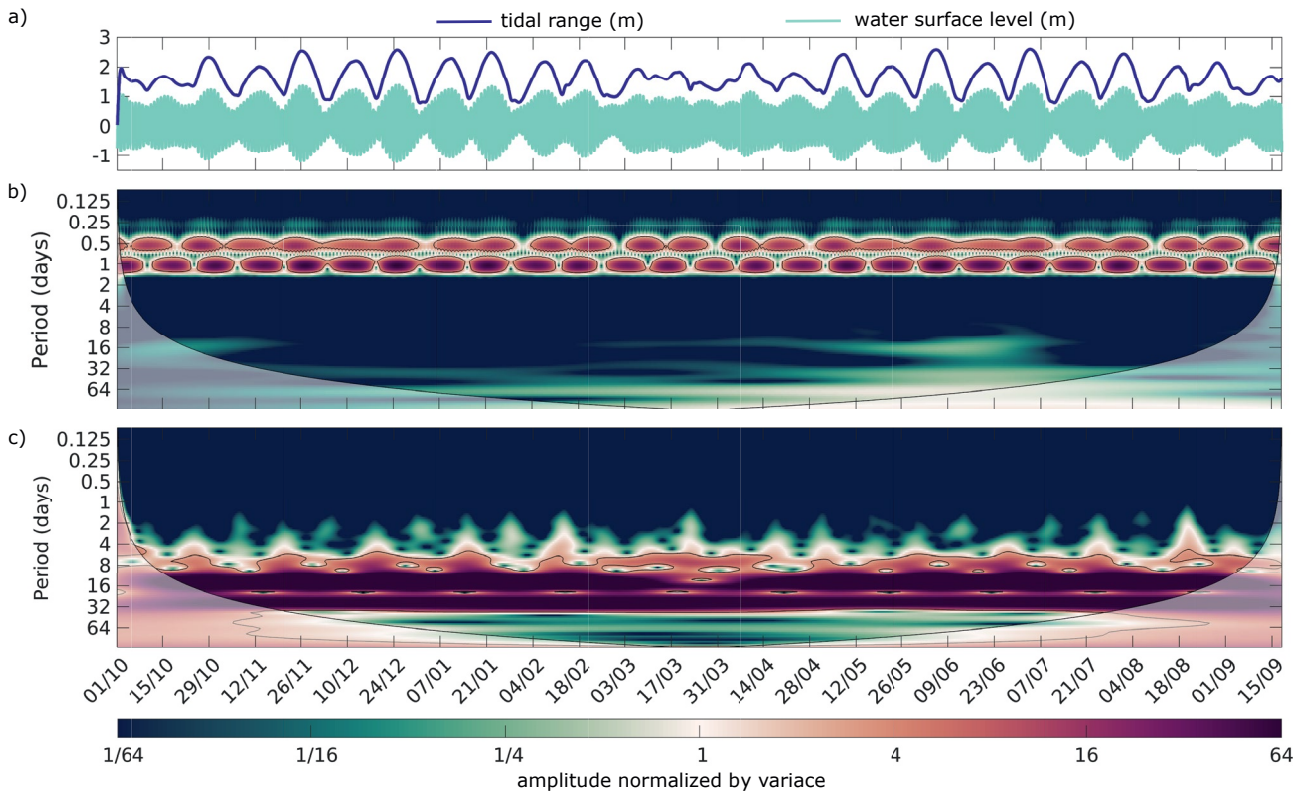 a)
tidal range (m)
water surface level (m)
3
2
1
0
-1
b)
Period (days)
0.125
0.25
0.5
1
2
4
8
16
32
64
c)
Period (days)
0.125
0.25
0.5
1
2
4
8
16
32
64
01/10 15/10 29/10 12/11 26/11 10/12 24/12 07/01 21/01 04/02 18/02 03/03 17/03 31/03 14/04 28/04 12/05 26/05 09/06 23/06 07/07 21/07 04/08 18/08 01/09 15/09
1/64 1/16 1/4 1 4 16 64
amplitude normalized by variace